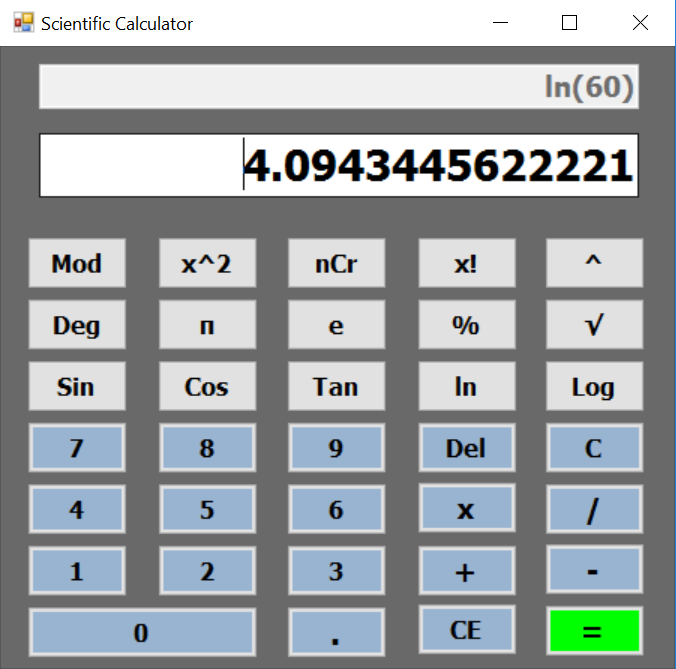 Scientific Calculator
ln(60)
4.0943445622221
Mod x^2 nCr x! ^
Deg π e % √
Sin Cos Tan ln Log
7 8 9 Del C
4 5 6 x /
1 2 3 + -
0 . CE =